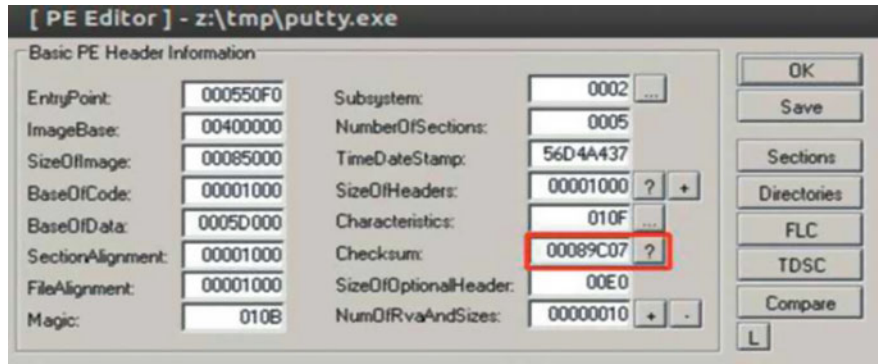 [ PE Editor ] - z:\tmp\putty.exe
Basic PE Header Information
EntryPoint: 000550F0
ImageBase: 00400000
SizeOfImage: 00085000
BaseOfCode: 00001000
BaseOfData: 0005D000
SectionAlignment: 00001000
FileAlignment: 00001000
Magic: 010B
Subsystem: 0002 ...
NumberOfSections: 0005
TimeDateStamp: 56D4A437
SizeOfHeaders: 00001000 ? +
Characteristics: 010F ...
Checksum: 00089C07 ?
SizeOfOptionalHeader: 00E0
NumOfRvaAndSizes: 00000010 + -
OK
Save
Sections
Directories
FLC
TDSC
Compare
L